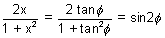 2x / (1 + x²) = 2 tanϕ / (1 + tan²ϕ) = sin2ϕ